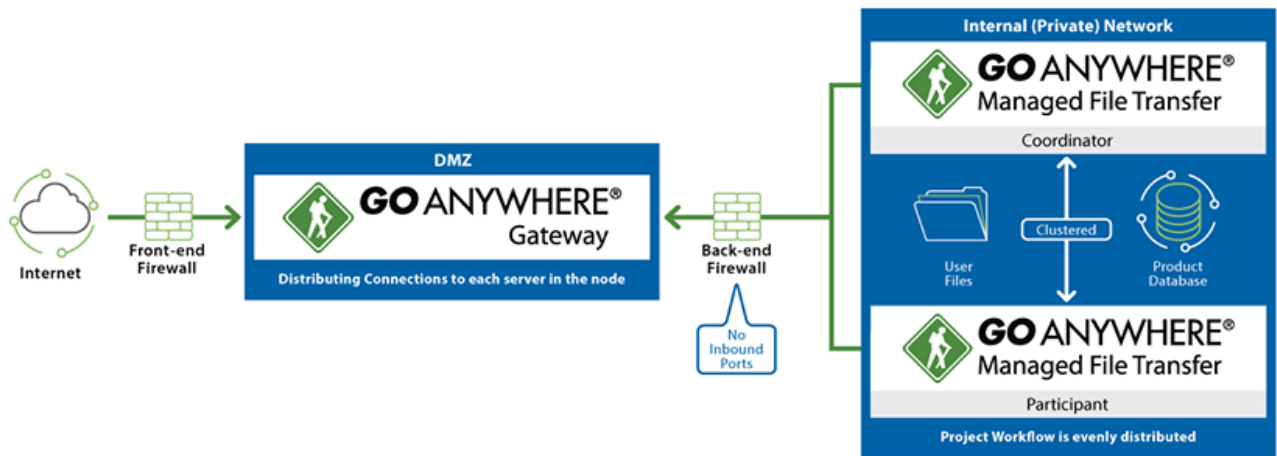 Internet
Front-end
Firewall
DMZ
GO ANYWHERE®
Gateway
Distributing Connections to each server in the node
Back-end
Firewall
No
Inbound
Ports
Internal (Private) Network
GO ANYWHERE®
Managed File Transfer
Coordinator
User
Files
Clustered
Product
Database
GO ANYWHERE®
Managed File Transfer
Participant
Project Workflow is evenly distributed